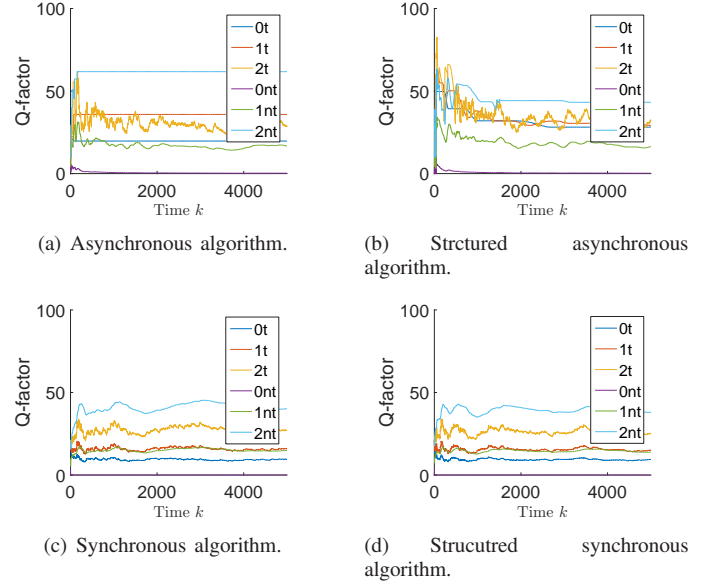 100
50
0
Q-factor
0 2000 4000
Time k
0t
1t
2t
0nt
1nt
2nt
(a) Asynchronous algorithm.
100
50
0
Q-factor
0 2000 4000
Time k
0t
1t
2t
0nt
1nt
2nt
(b) Strctured asynchronous
algorithm.
100
50
0
Q-factor
0 2000 4000
Time k
0t
1t
2t
0nt
1nt
2nt
(c) Synchronous algorithm.
100
50
0
Q-factor
0 2000 4000
Time k
0t
1t
2t
0nt
1nt
2nt
(d) Strucutred synchronous
algorithm.